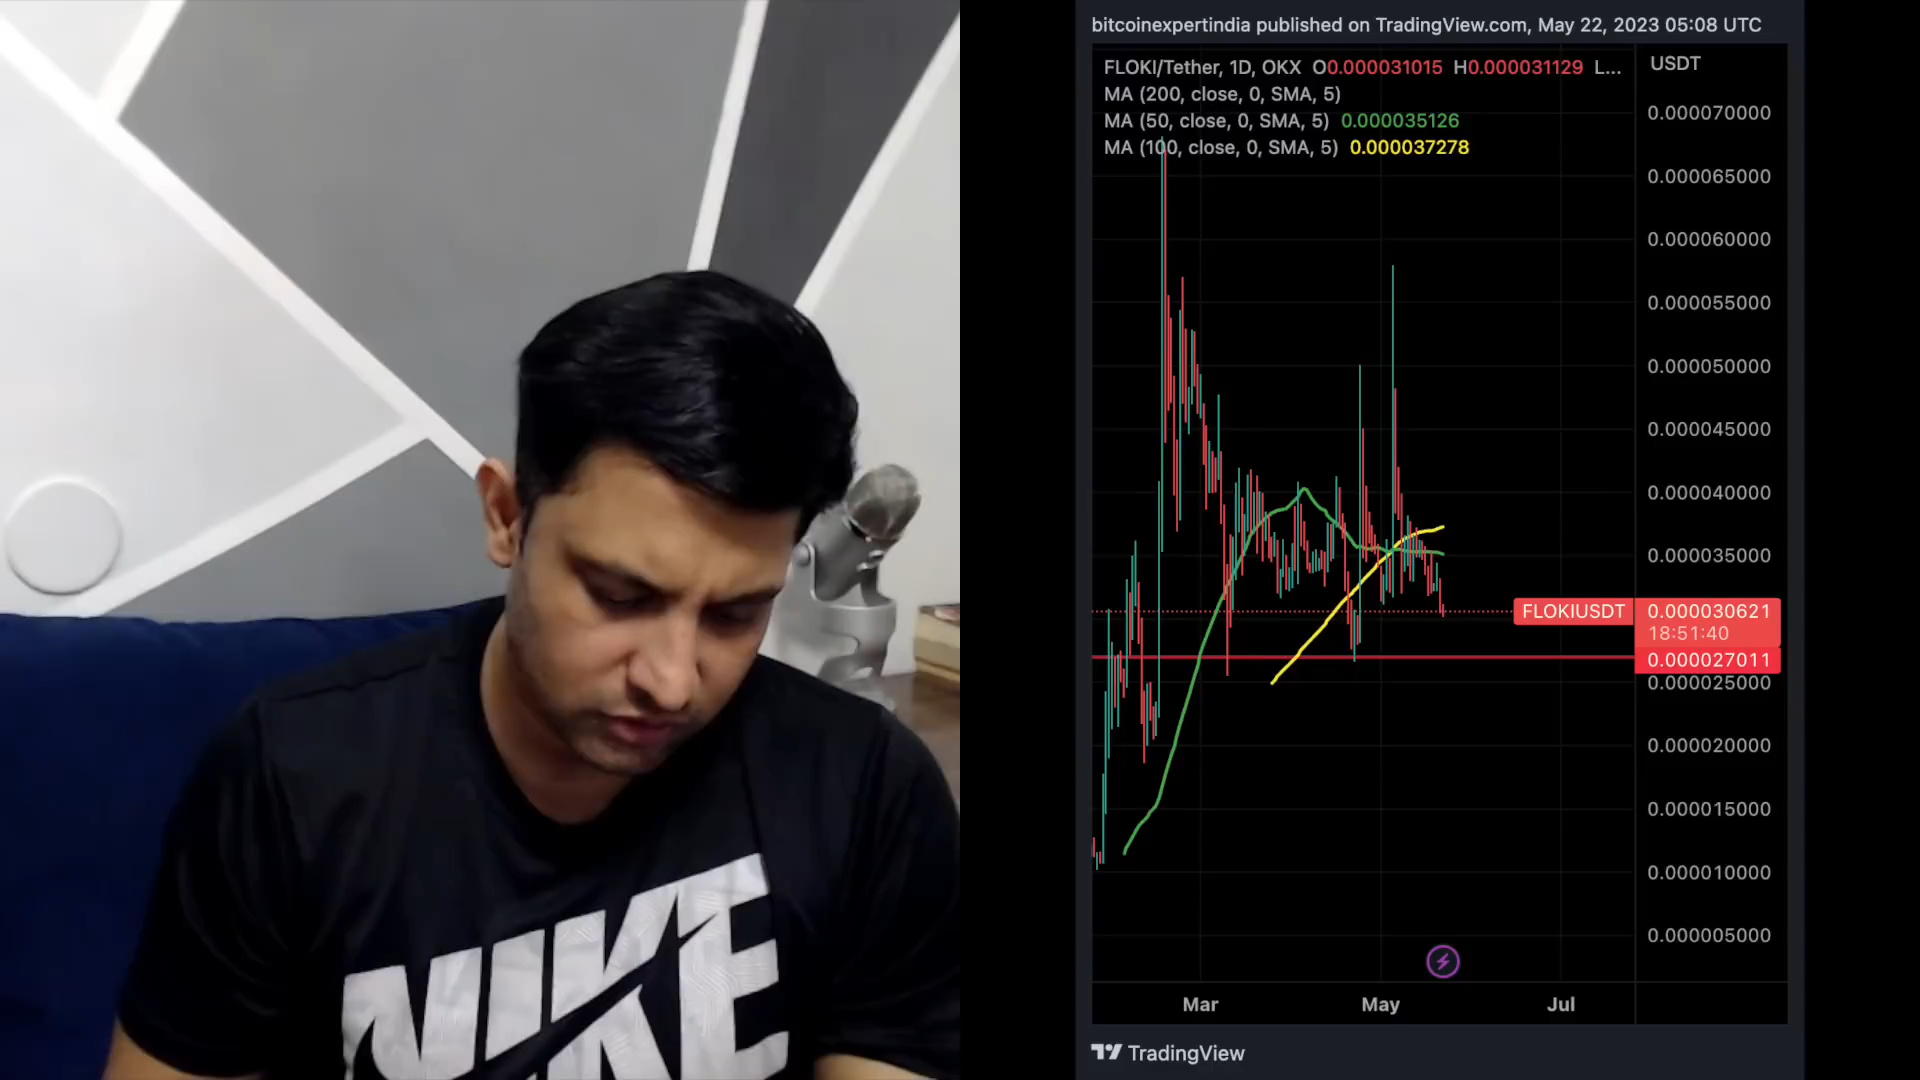 bitcoinexpertindia published on TradingView.com, May 22, 2023 05:08 UTC
FLOKI/Tether, 1D, OKX O0.000031015 H0.000031129 L...
MA (200, close, 0, SMA, 5)
MA (50, close, 0, SMA, 5) 0.000035126
MA (100, close, 0, SMA, 5) 0.000037278
USDT
0.000070000
0.000065000
0.000060000
0.000055000
0.000050000
0.000045000
0.000040000
0.000035000
FLOKIUSDT 0.000030621
18:51:40
0.000027011
0.000025000
0.000020000
0.000015000
0.000010000
0.000005000
Mar May Jul
TradingView
NIKE